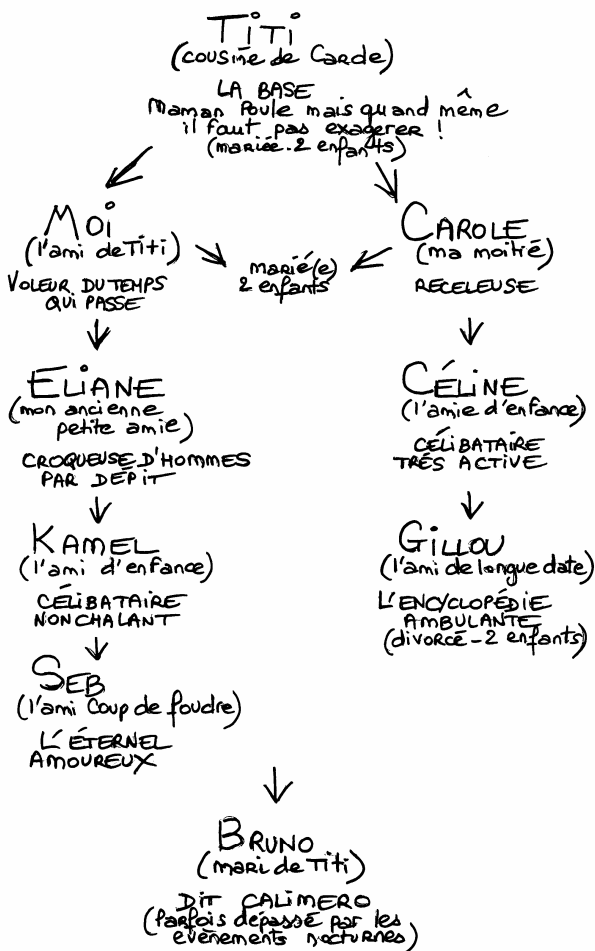 TiTi
(cousine de Carole)
LA BASE
Maman Poule mais quand même
il faut pas exagerer !
(mariée - 2 enfants)
Moi
(l'ami de Titi)
VOLEUR DU TEMPS
QUI PASSE
marié(e)
2 enfants
CAROLE
(ma moitié)
RECELEUSE
ELIANE
(mon ancienne
petite amie)
CROQUEUSE D'HOMMES
PAR DÉPIT
CÉLINE
(l'amie d'enfance)
CÉLIBATAIRE
TRÉS ACTIVE
KAMEL
(l'ami d'enfance)
CÉLIBATAIRE
NONCHALANT
GILLOU
(l'ami de longue date)
L'ENCYCLOPÉDIE
AMBULANTE
(divorcé - 2 enfants)
SEB
(l'ami Coup de foudre)
L'ÉTERNEL
AMOUREUX
BRUNO
(mari de Titi)
DIT CALIMERO
(parfois dépassé par les
evènements nocturnes)